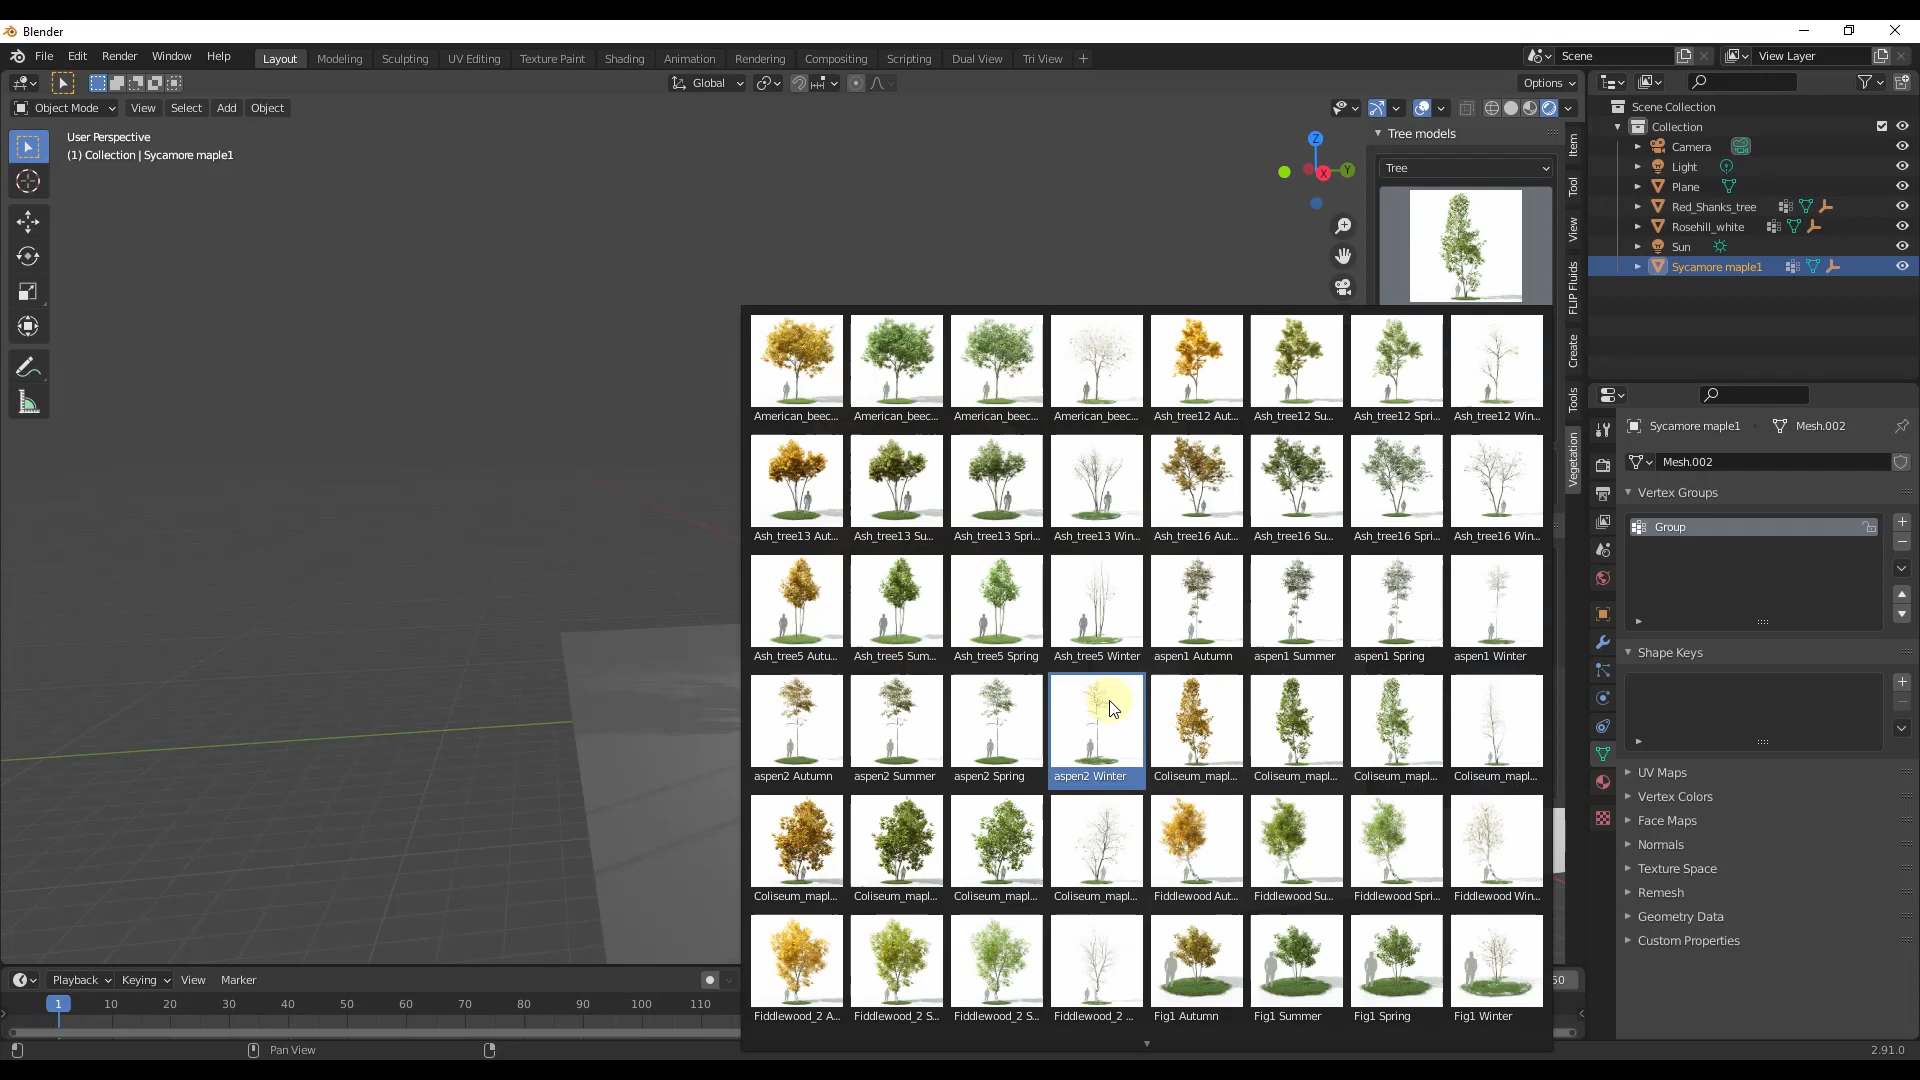 Blender
File Edit Render Window Help
Layout Modeling Sculpting UV Editing Texture Paint Shading Animation Rendering Compositing Scripting Dual View Tri View +
Scene
View Layer
Global
Options
Object Mode View Select Add Object
User Perspective
(1) Collection | Sycamore maple1
Z
Y
X
Tree models
Tree
Item
Tool
View
FLIP Fluids
Create
Tools
Vegetation
American_beec... American_beec... American_beec... American_beec... Ash_tree12 Aut... Ash_tree12 Su... Ash_tree12 Spri... Ash_tree12 Win...
Ash_tree13 Aut... Ash_tree13 Su... Ash_tree13 Spri... Ash_tree13 Win... Ash_tree16 Aut... Ash_tree16 Su... Ash_tree16 Spri... Ash_tree16 Win...
Ash_tree5 Autu... Ash_tree5 Sum... Ash_tree5 Spring Ash_tree5 Winter aspen1 Autumn aspen1 Summer aspen1 Spring aspen1 Winter
aspen2 Autumn aspen2 Summer aspen2 Spring aspen2 Winter Coliseum_mapl... Coliseum_mapl... Coliseum_mapl... Coliseum_mapl...
Coliseum_mapl... Coliseum_mapl... Coliseum_mapl... Coliseum_mapl... Fiddlewood Aut... Fiddlewood Su... Fiddlewood Spri... Fiddlewood Win...
Fiddlewood_2 A... Fiddlewood_2 S... Fiddlewood_2 S... Fiddlewood_2 ... Fig1 Autumn Fig1 Summer Fig1 Spring Fig1 Winter
Scene Collection
Collection
Camera
Light
Plane
Red_Shanks_tree
Rosehill_white
Sun
Sycamore maple1
Sycamore maple1 Mesh.002
Mesh.002
Vertex Groups
Group
Shape Keys
UV Maps
Vertex Colors
Face Maps
Normals
Texture Space
Remesh
Geometry Data
Custom Properties
Playback Keying View Marker
50
1 10 20 30 40 50 60 70 80 90 100 110
Pan View
2.91.0